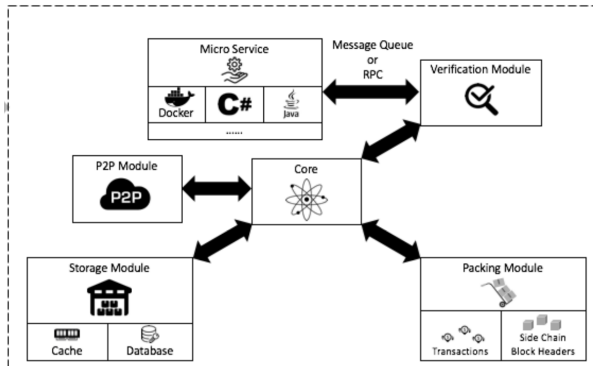 Micro Service
Docker
C#
Java
......
Message Queue
or
RPC
Verification Module
P2P Module
P2P
Core
Storage Module
Cache
Database
Packing Module
Transactions
Side Chain
Block Headers